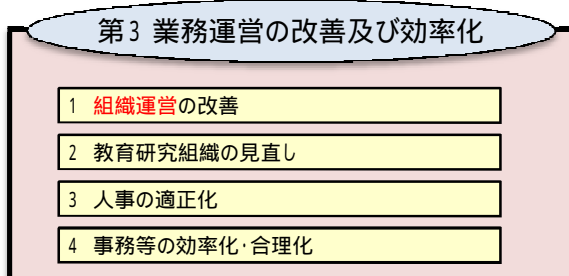 第3 業務運営の改善及び効率化
1 組織運営の改善
2 教育研究組織の見直し
3 人事の適正化
4 事務等の効率化･合理化